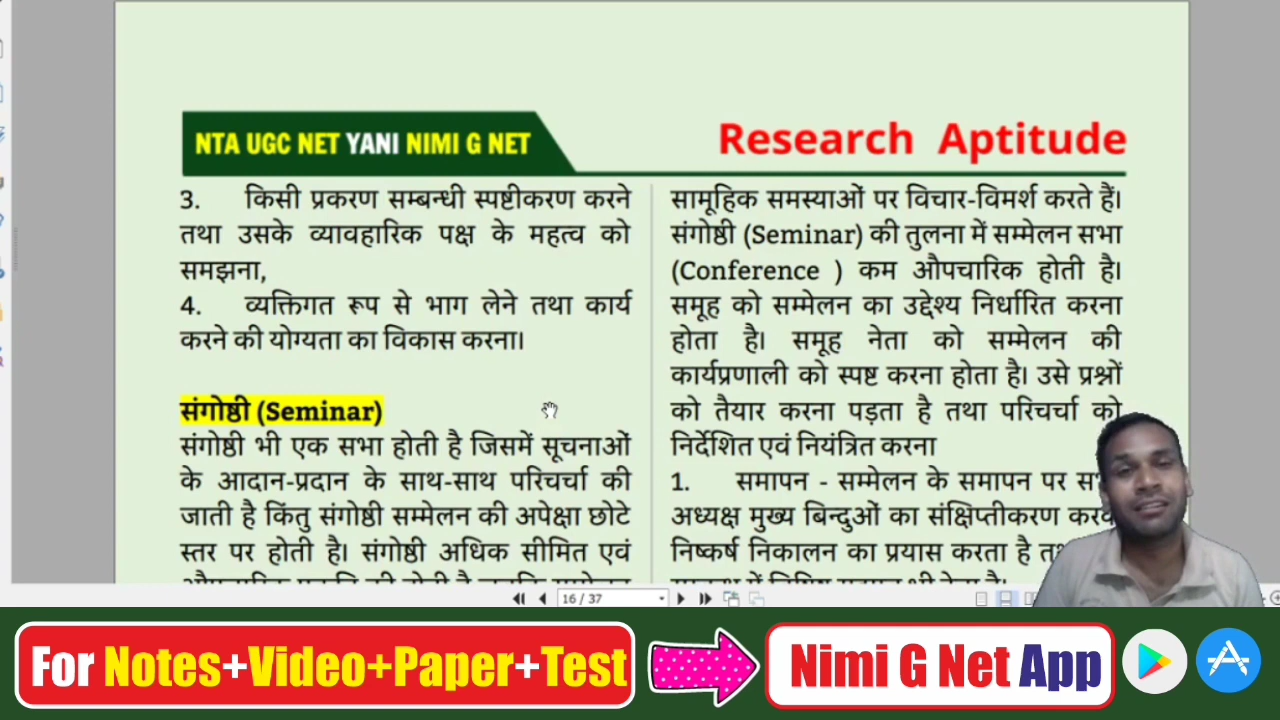 NTA UGC NET YANI NIMI G NET
Research Aptitude
3. किसी प्रकरण सम्बन्धी स्पष्टीकरण करने
तथा उसके व्यावहारिक पक्ष के महत्व को
समझना,
4. व्यक्तिगत रूप से भाग लेने तथा कार्य
करने की योग्यता का विकास करना।
संगोष्ठी (Seminar)
संगोष्ठी भी एक सभा होती है जिसमें सूचनाओं
के आदान-प्रदान के साथ-साथ परिचर्चा की
जाती है किंतु संगोष्ठी सम्मेलन की अपेक्षा छोटे
स्तर पर होती है। संगोष्ठी अधिक सीमित एवं
सामूहिक समस्याओं पर विचार-विमर्श करते हैं।
संगोष्ठी (Seminar) की तुलना में सम्मेलन सभा
(Conference ) कम औपचारिक होती है।
समूह को सम्मेलन का उद्देश्य निर्धारित करना
होता है। समूह नेता को सम्मेलन की
कार्यप्रणाली को स्पष्ट करना होता है। उसे प्रश्नों
को तैयार करना पड़ता है तथा परिचर्चा को
निर्देशित एवं नियंत्रित करना
1. समापन - सम्मेलन के समापन पर
अध्यक्ष मुख्य बिन्दुओं का संक्षिप्तीकरण
निष्कर्ष निकालन का प्रयास करता है
16 / 37
For Notes+Video+Paper+Test
Nimi G Net App